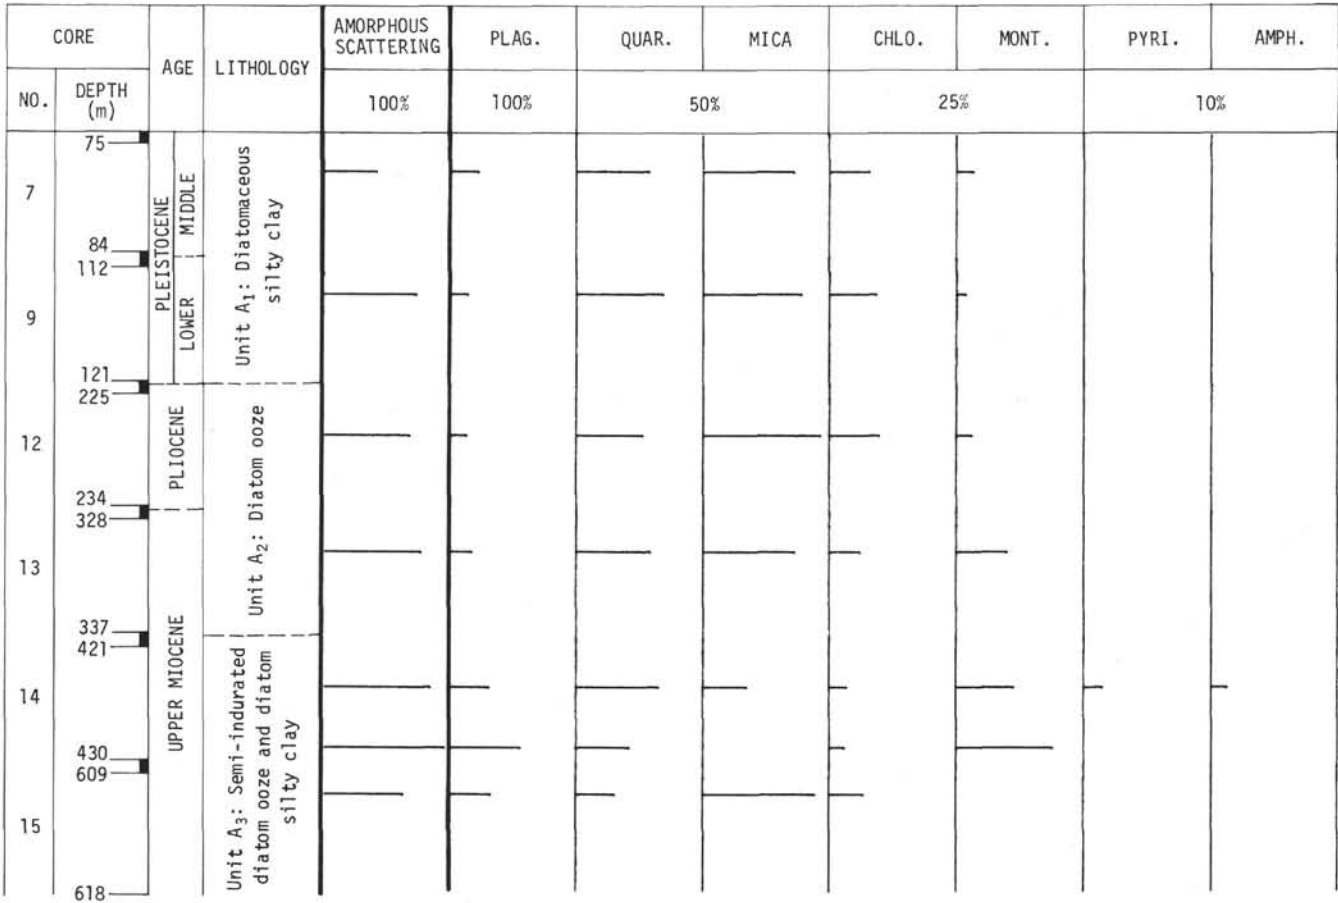 CORE
AGE
LITHOLOGY
AMORPHOUS
SCATTERING
PLAG.
QUAR.
MICA
CHLO.
MONT.
PYRI.
AMPH.
NO.
DEPTH
(m)
100%
100%
50%
25%
10%
75
7
84
112
9
121
225
12
234
328
13
337
421
14
430
609
15
618
PLEISTOCENE
MIDDLE
LOWER
PLIOCENE
UPPER MIOCENE
Unit A1: Diatomaceous
silty clay
Unit A2: Diatom ooze
Unit A3: Semi-indurated
diatom ooze and diatom
silty clay